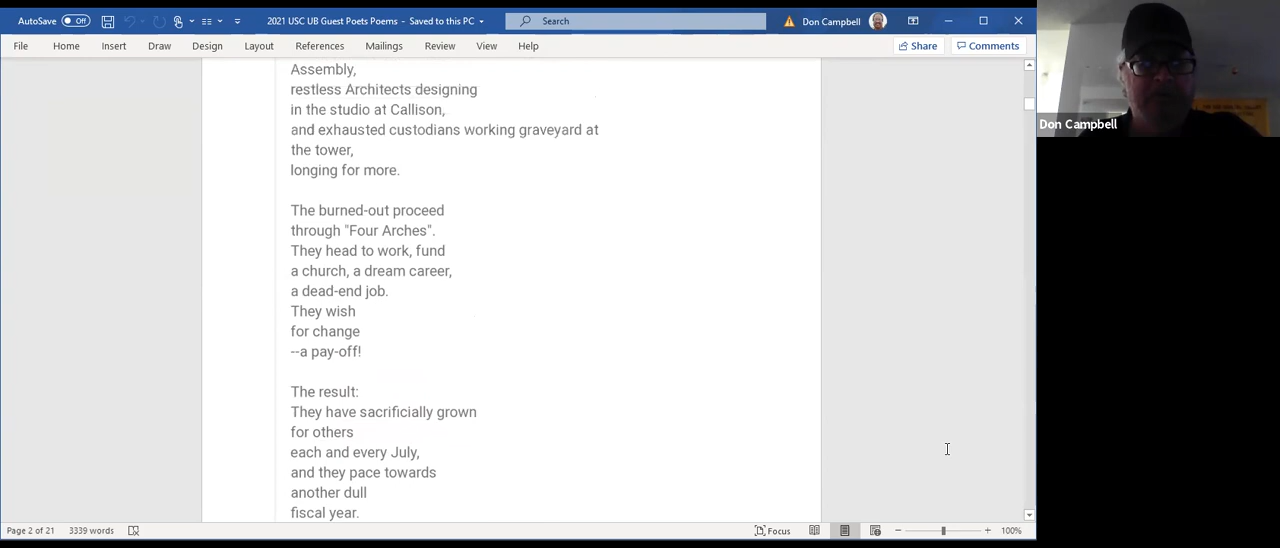 AutoSave Off 2021 USC UB Guest Poets Poems - Saved to this PC Search Don Campbell
File Home Insert Draw Design Layout References Mailings Review View Help Share Comments
Assembly,
restless Architects designing
in the studio at Callison,
and exhausted custodians working graveyard at
the tower,
longing for more.
The burned-out proceed
through "Four Arches".
They head to work, fund
a church, a dream career,
a dead-end job.
They wish
for change
--a pay-off!
The result:
They have sacrificially grown
for others
each and every July,
and they pace towards
another dull
fiscal year.
Page 2 of 21 3339 words Focus 100%
Don Campbell